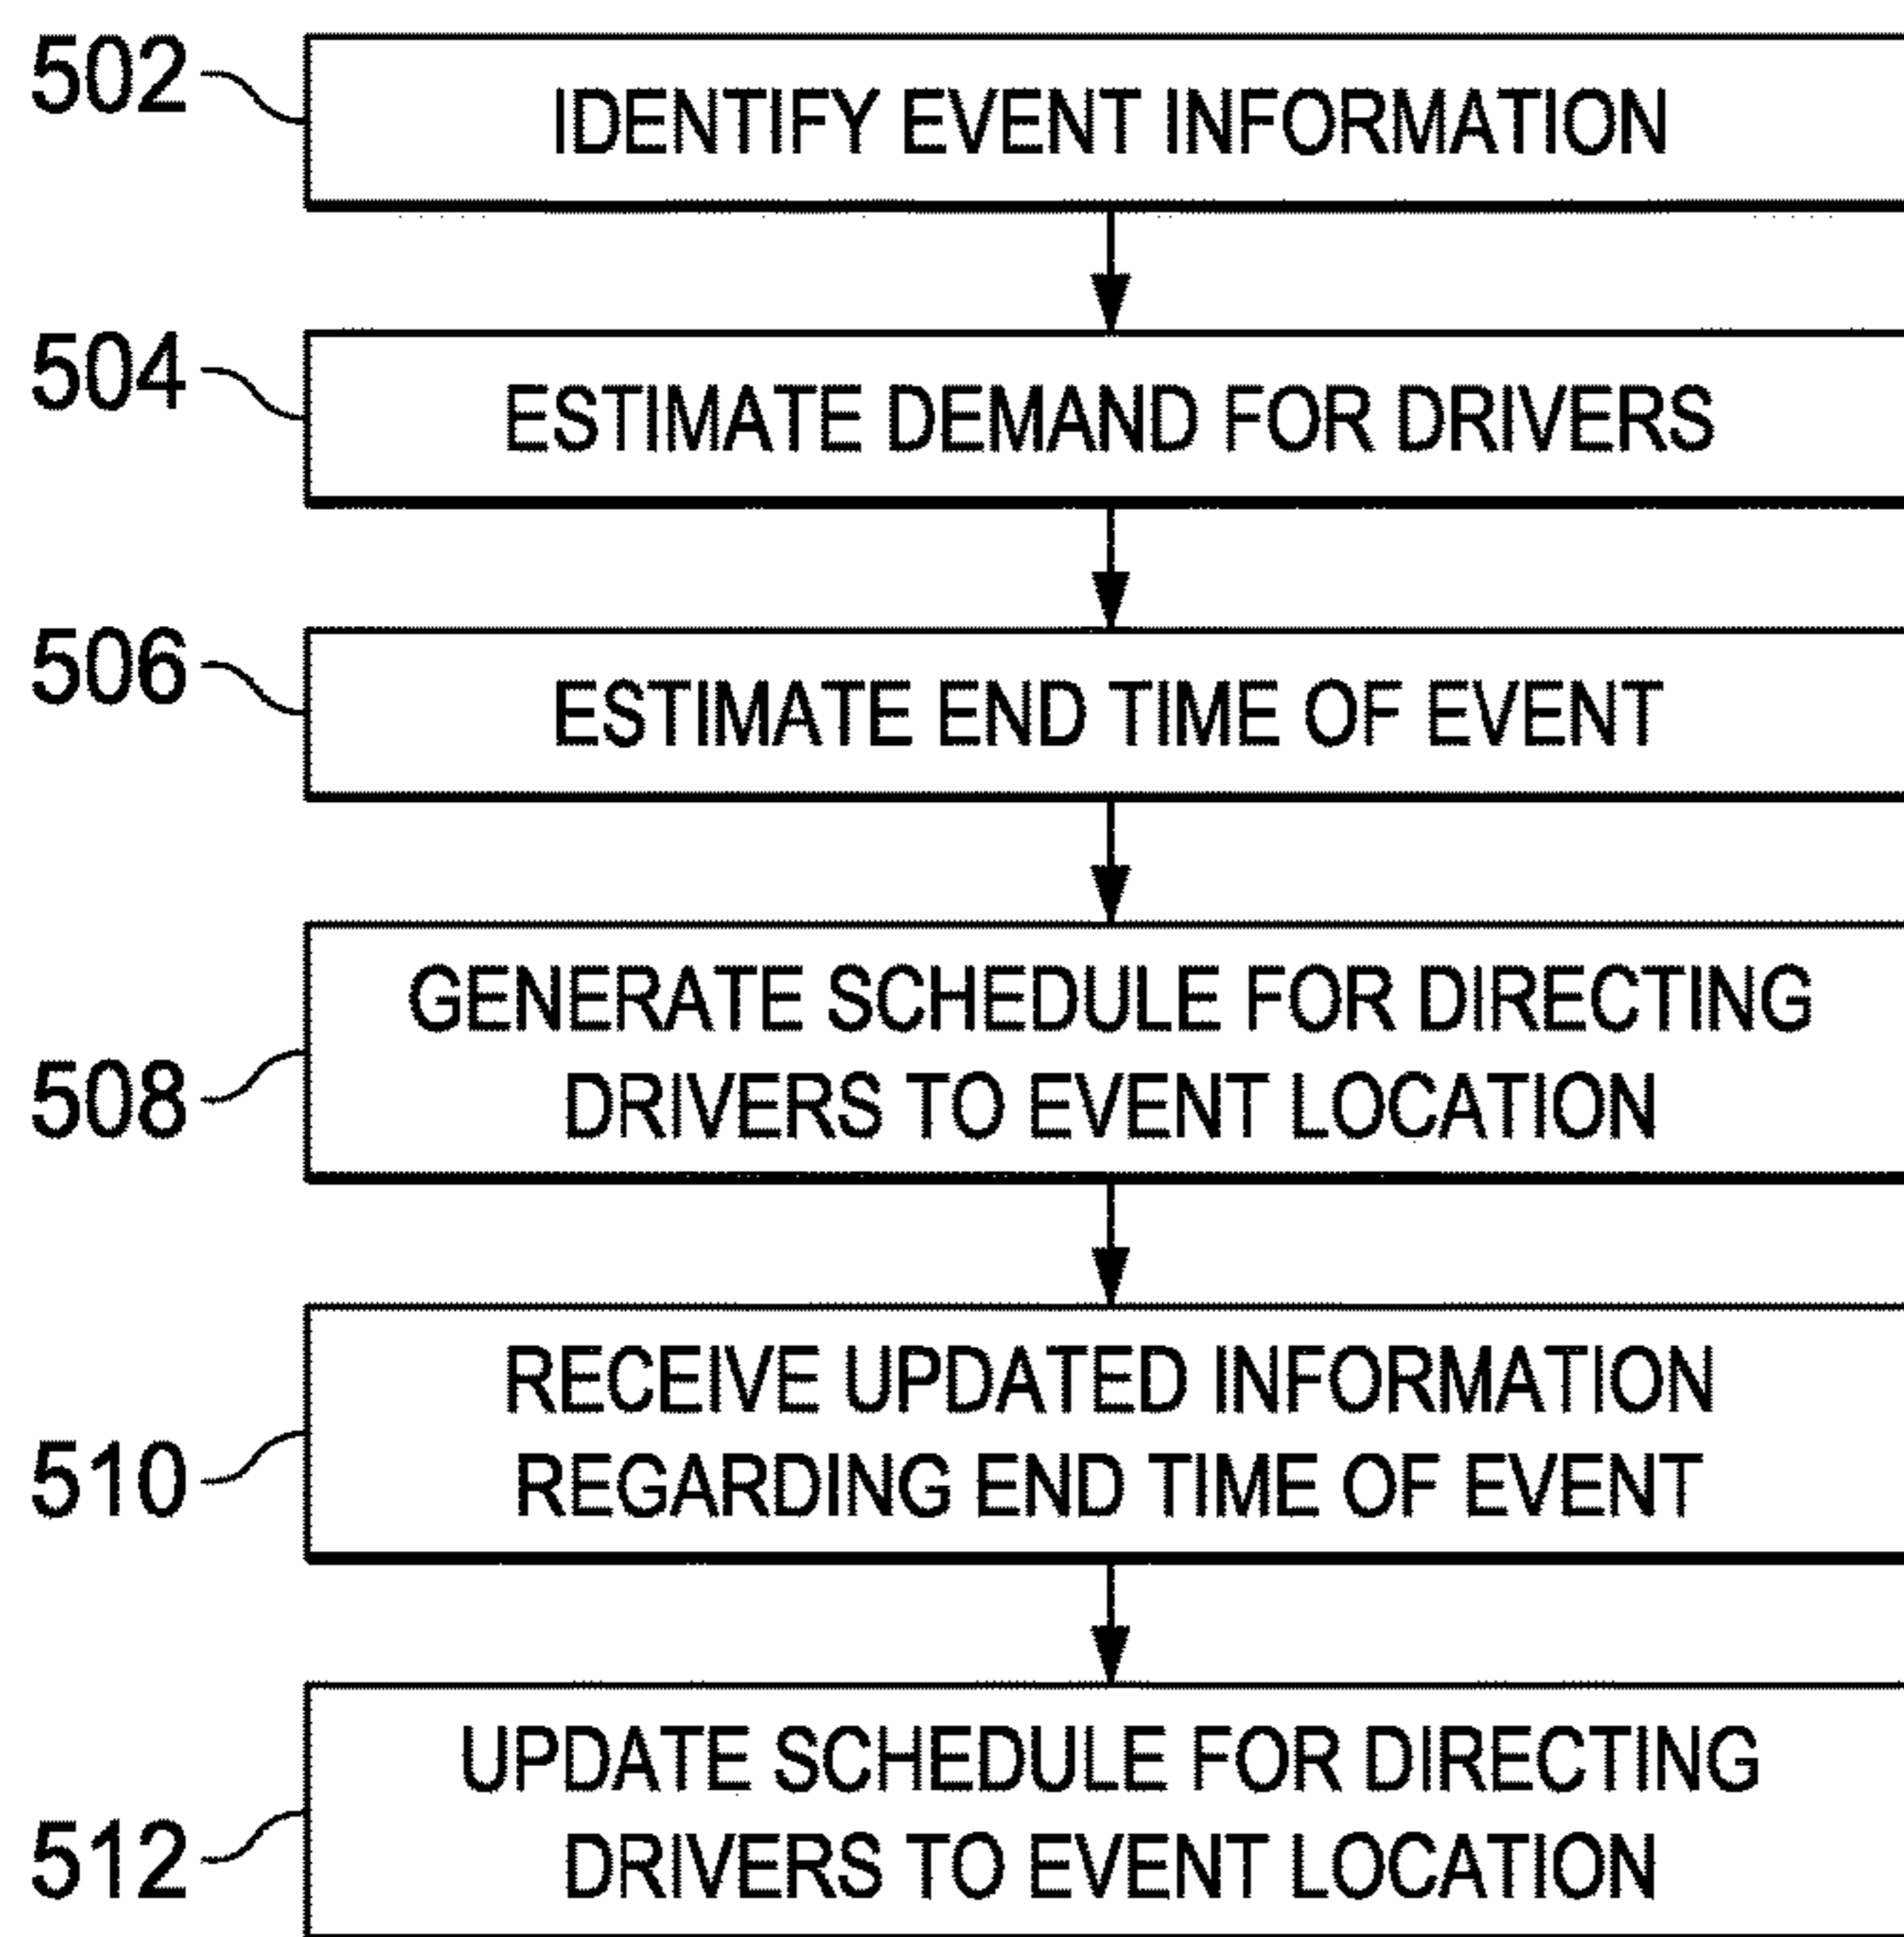 502
IDENTIFY EVENT INFORMATION
504
ESTIMATE DEMAND FOR DRIVERS
506
ESTIMATE END TIME OF EVENT
508
GENERATE SCHEDULE FOR DIRECTING
DRIVERS TO EVENT LOCATION
510
RECEIVE UPDATED INFORMATION
REGARDING END TIME OF EVENT
512
UPDATE SCHEDULE FOR DIRECTING
DRIVERS TO EVENT LOCATION